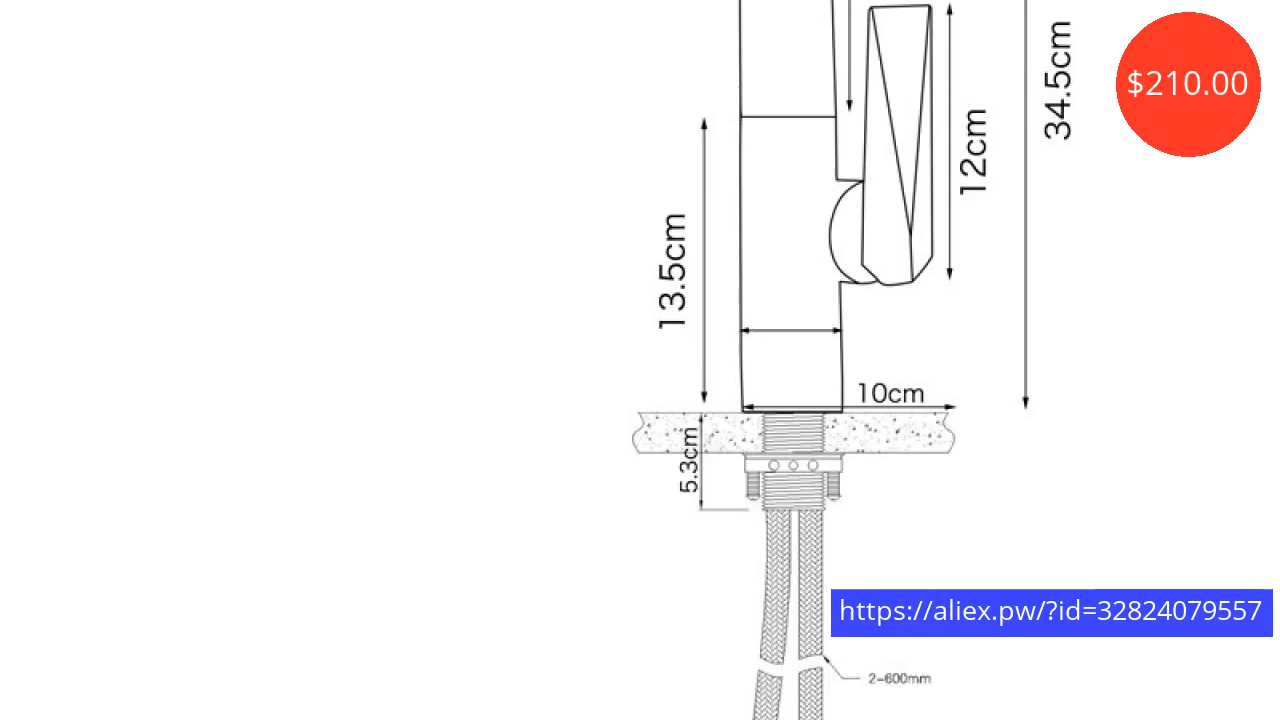 $210.00
34.5cm
12cm
13.5cm
10cm
5.3cm
https://aliex.pw/?id=32824079557
2-600mm